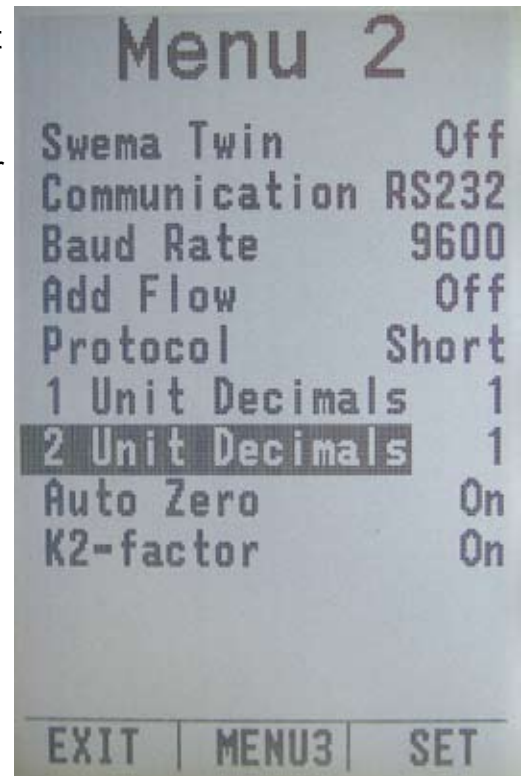 Menu 2
Swema Twin Off
Communication RS232
Baud Rate 9600
Add Flow Off
Protocol Short
1 Unit Decimals 1
2 Unit Decimals 1
Auto Zero On
K2-factor On
EXIT | MENU3 | SET